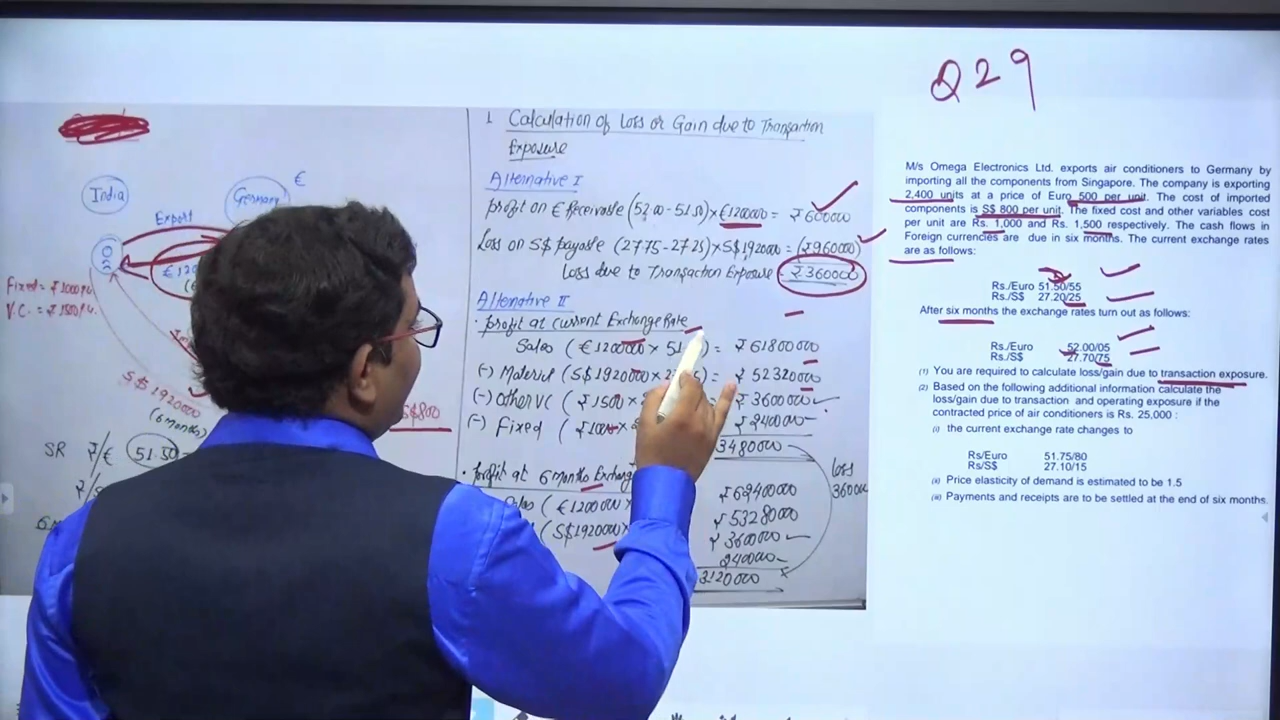 Q29
India
Germany
€
Export
Fixed = ₹1000 p.u.
V.C. = ₹1500 p.u.
S$ 1920000
(6 months)
S$800
SR ₹/€ 51.50
1. Calculation of Loss or Gain due to Transaction
Exposure
Alternative I
profit on € Receivable (52.00-51.50) × €1200000 = ₹600000
Loss on S$ payable (27.75-27.25) × S$1920000 = (₹960000)
Loss due to Transaction Exposure ₹360000
Alternative II
· profit at current Exchange Rate
Sales (€1200000 × 51. ) = ₹61800000
(-) Material (S$1920000 × ) = ₹52320000
(-) Other VC (₹1500 × = ₹3600000
(-) Fixed (₹1000 × ₹2400000
3480000
loss
360000
· profit at 6 months
Sales (€1200000 ₹62400000
(S$1920000 ₹53280000
₹3600000
2400000
3120000
M/s Omega Electronics Ltd. exports air conditioners to Germany by
importing all the components from Singapore. The company is exporting
2,400 units at a price of Euro 500 per unit. The cost of imported
components is S$ 800 per unit. The fixed cost and other variables cost
per unit are Rs. 1,000 and Rs. 1,500 respectively. The cash flows in
Foreign currencies are due in six months. The current exchange rates
are as follows:
Rs./Euro 51.50/55
Rs./S$ 27.20/25
After six months the exchange rates turn out as follows:
Rs./Euro 52.00/05
Rs./S$ 27.70/75
(1) You are required to calculate loss/gain due to transaction exposure.
(2) Based on the following additional information calculate the
loss/gain due to transaction and operating exposure if the
contracted price of air conditioners is Rs. 25,000 :
(i) the current exchange rate changes to
Rs/Euro 51.75/80
Rs/S$ 27.10/15
(ii) Price elasticity of demand is estimated to be 1.5
(iii) Payments and receipts are to be settled at the end of six months.